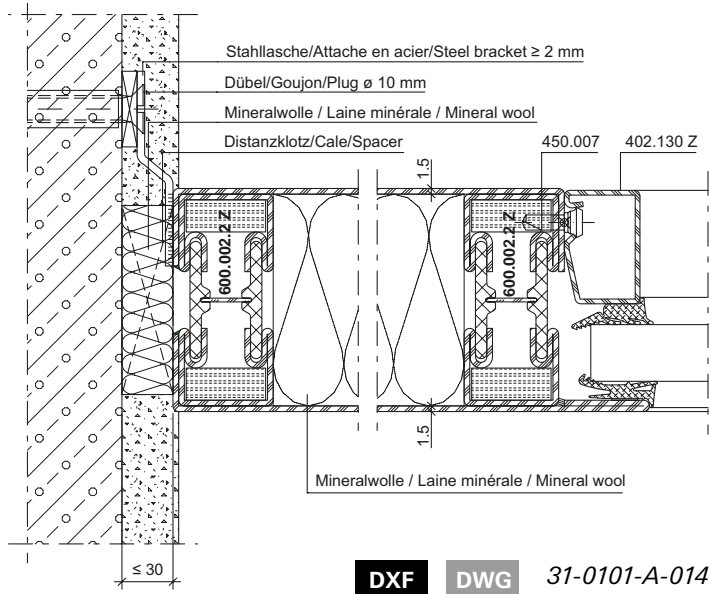 Stahllasche/Attache en acier/Steel bracket ≥ 2 mm
Dübel/Goujon/Plug ø 10 mm
Mineralwolle / Laine minérale / Mineral wool
Distanzklotz/Cale/Spacer
450.007
402.130 Z
1.5
600.002.2 Z
600.002.2 Z
1.5
Mineralwolle / Laine minérale / Mineral wool
≤ 30
DXF DWG 31-0101-A-014